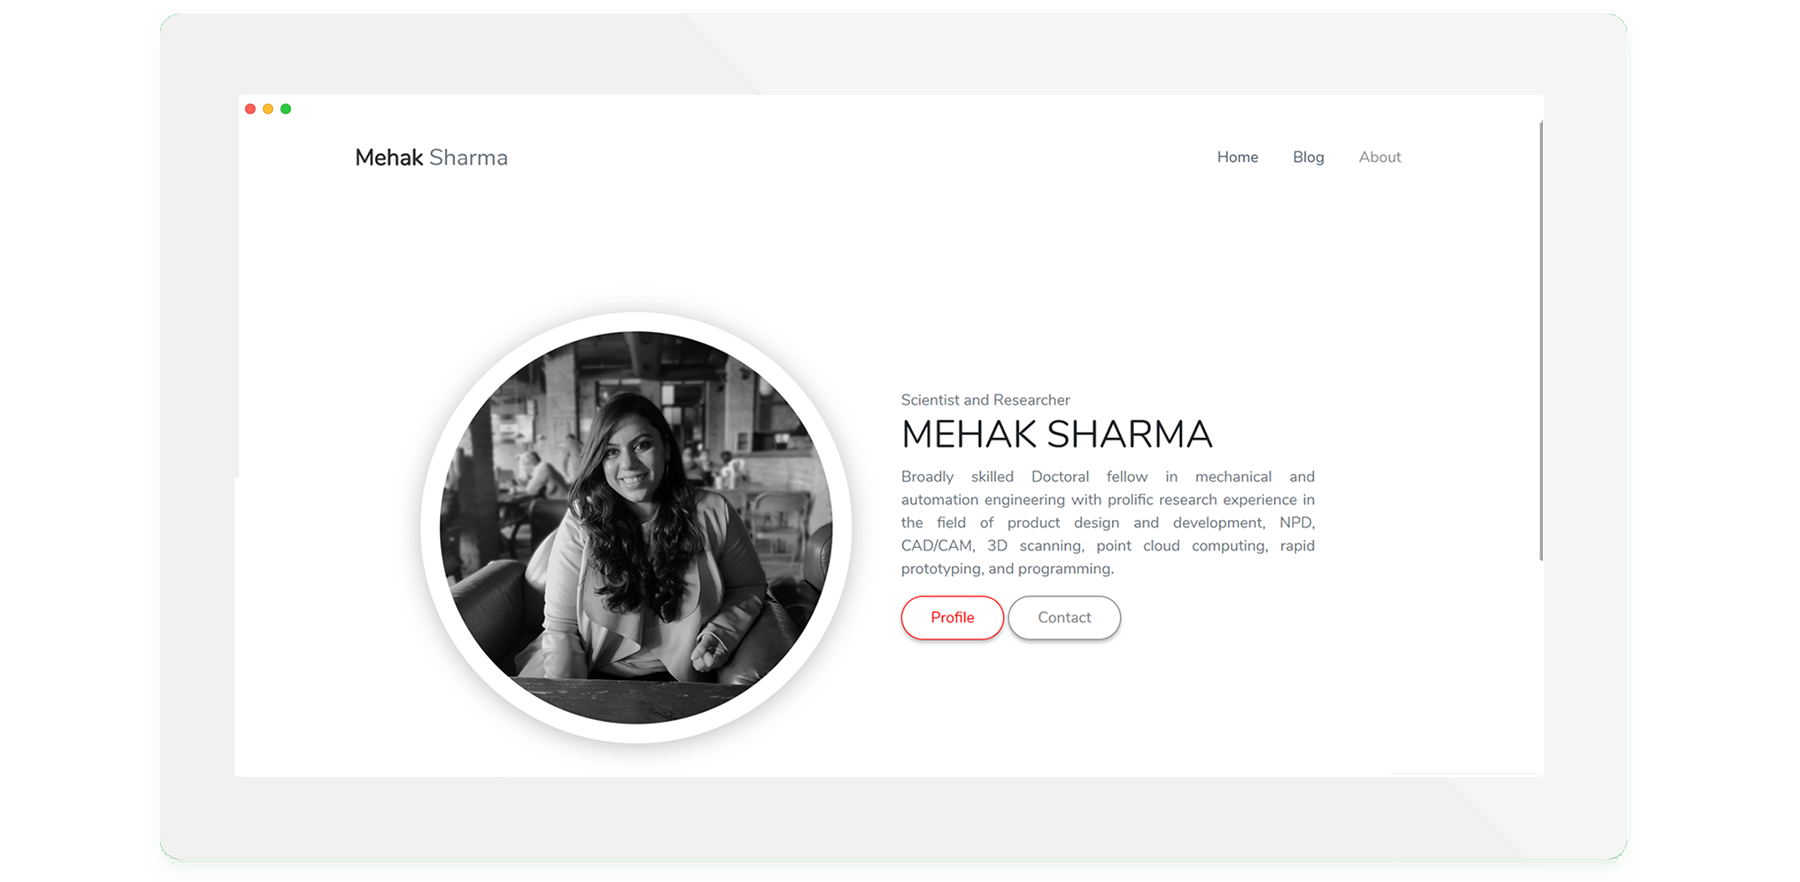 Mehak Sharma
Home Blog About
Scientist and Researcher
MEHAK SHARMA
Broadly skilled Doctoral fellow in mechanical and
automation engineering with prolific research experience in
the field of product design and development, NPD,
CAD/CAM, 3D scanning, point cloud computing, rapid
prototyping, and programming.
Profile Contact